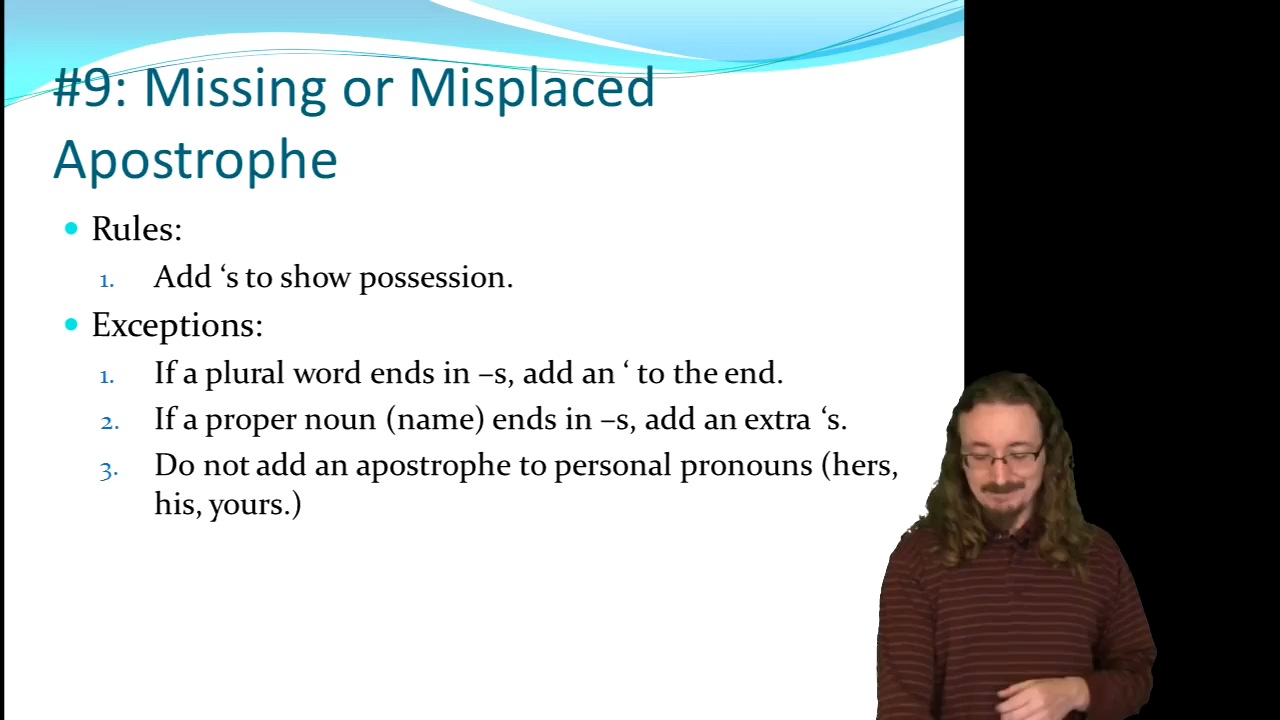 #9: Missing or Misplaced
Apostrophe
• Rules:
1. Add ‘s to show possession.
• Exceptions:
1. If a plural word ends in –s, add an ‘ to the end.
2. If a proper noun (name) ends in –s, add an extra ‘s.
3. Do not add an apostrophe to personal pronouns (hers,
his, yours.)